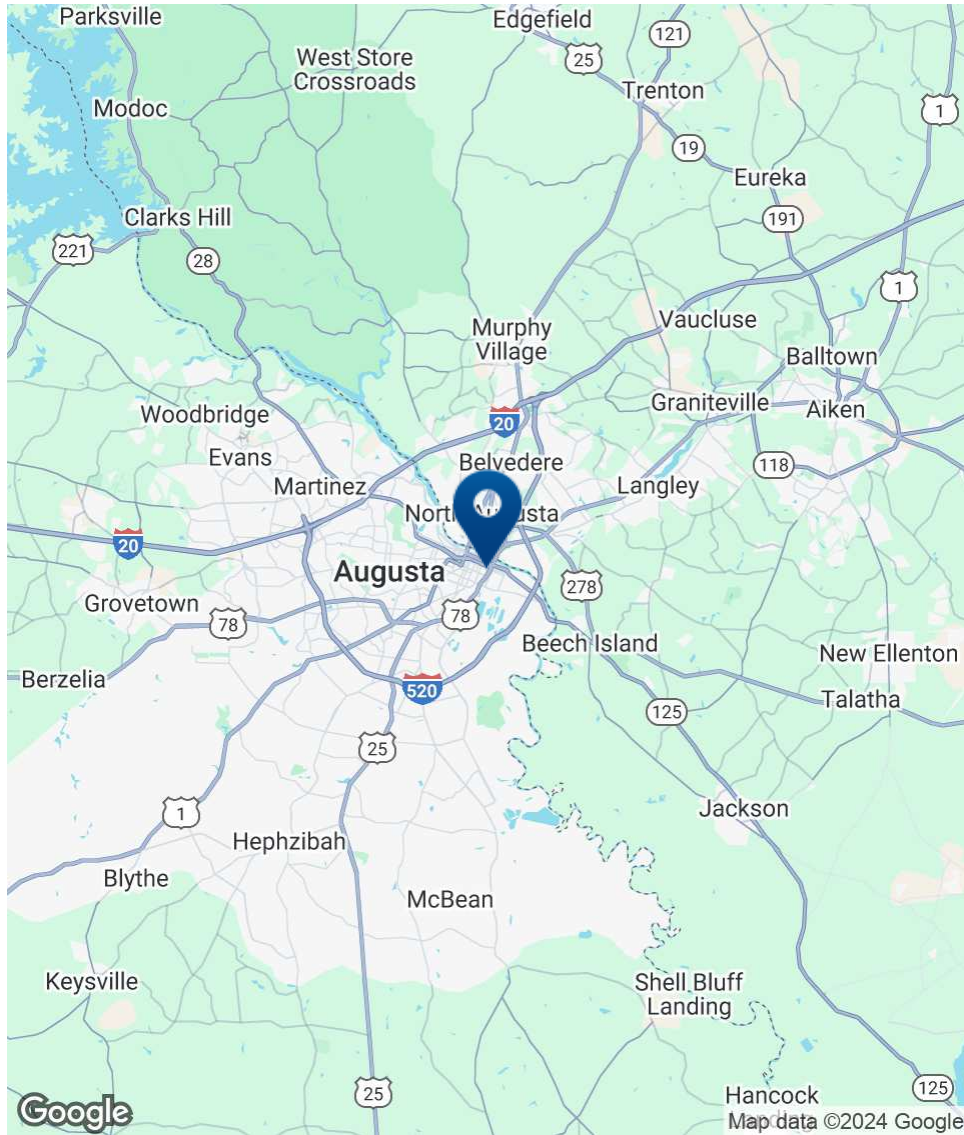 Parksville
Edgefield
121
25
West Store
Crossroads
Trenton
1
Modoc
19
Eureka
191
Clarks Hill
221
28
1
Vaucluse
Murphy
Village
Balltown
Graniteville
Aiken
Woodbridge
20
Evans
Belvedere
118
Martinez
Langley
North Augusta
20
Augusta
278
Grovetown
78
78
Beech Island
New Ellenton
Berzelia
520
Talatha
125
25
1
Jackson
Hephzibah
Blythe
McBean
Keysville
Shell Bluff
Landing
25
125
Hancock
Landing
Google
Map data ©2024 Google